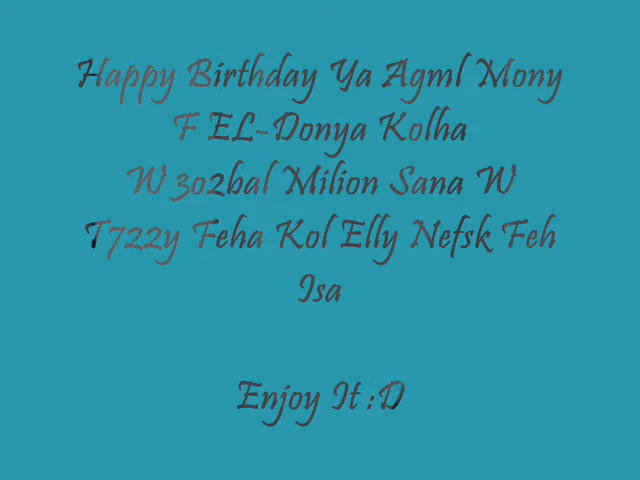 Happy Birthday Ya Agml Mony
F EL-Donya Kolha
W 302bal Milion Sana W
T722y Feha Kol Elly Nefsk Feh
Isa
Enjoy It :D